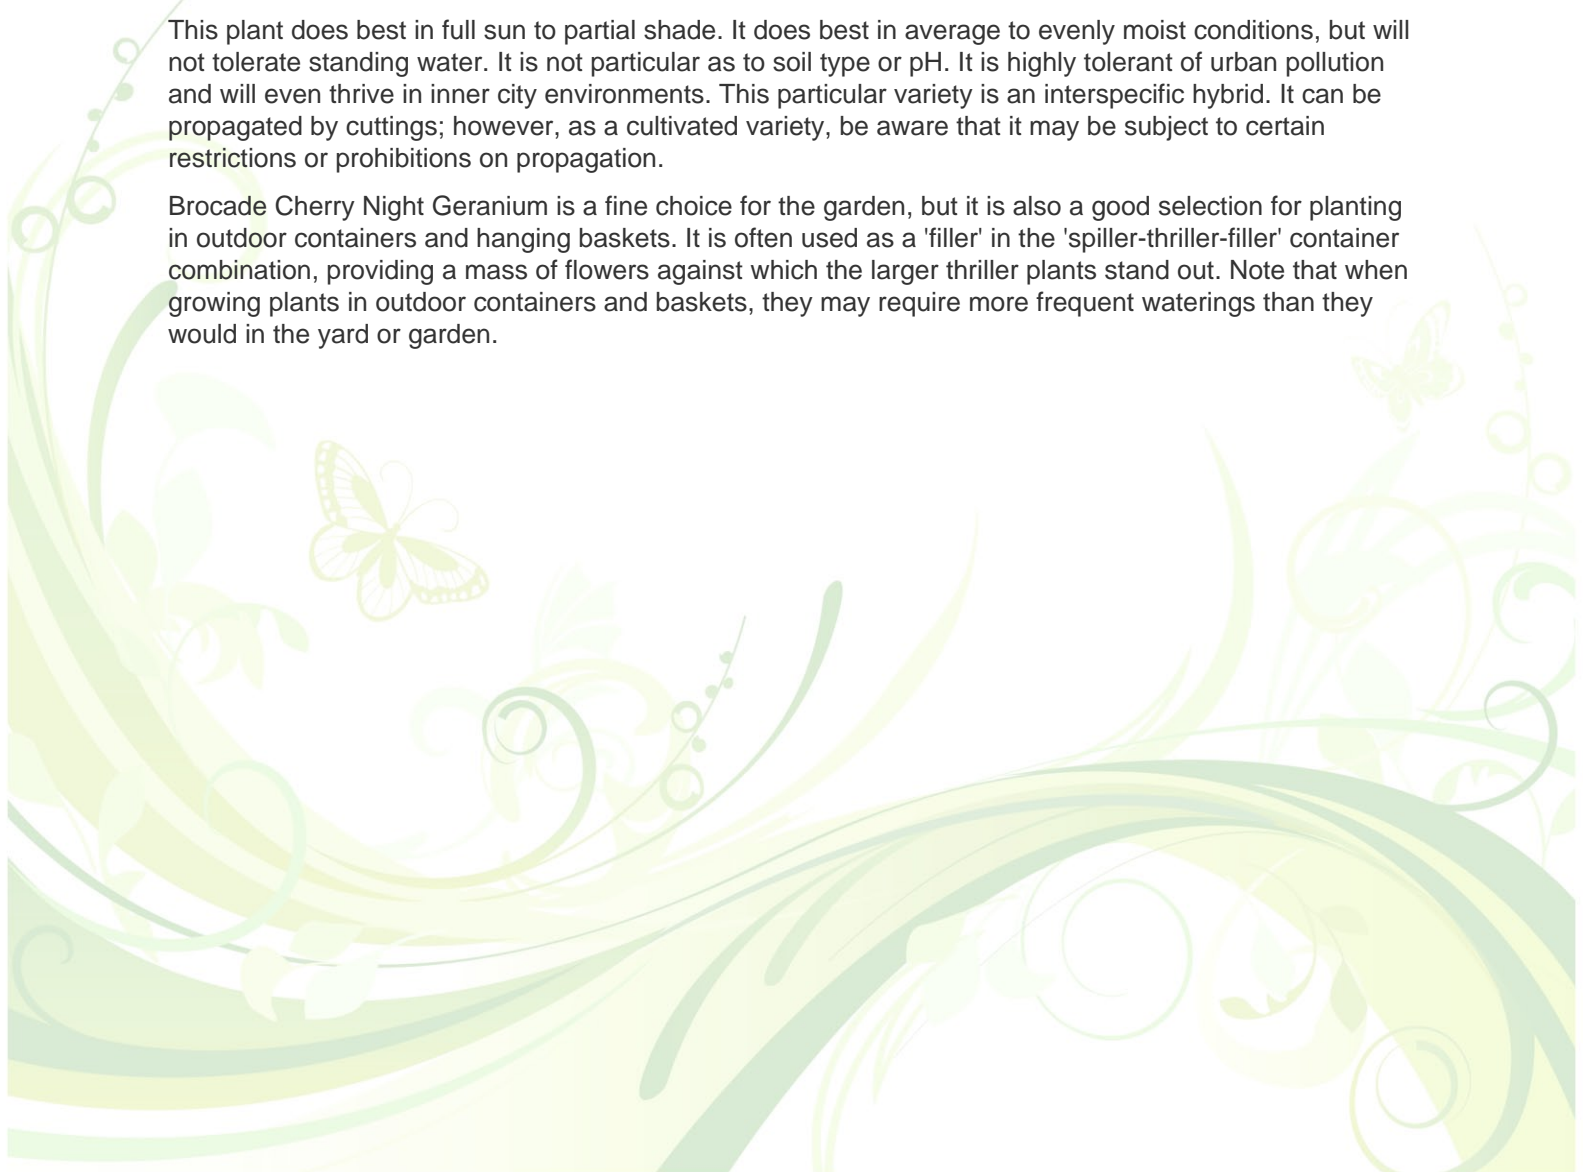 This plant does best in full sun to partial shade. It does best in average to evenly moist conditions, but will
not tolerate standing water. It is not particular as to soil type or pH. It is highly tolerant of urban pollution
and will even thrive in inner city environments. This particular variety is an interspecific hybrid. It can be
propagated by cuttings; however, as a cultivated variety, be aware that it may be subject to certain
restrictions or prohibitions on propagation.
Brocade Cherry Night Geranium is a fine choice for the garden, but it is also a good selection for planting
in outdoor containers and hanging baskets. It is often used as a 'filler' in the 'spiller-thriller-filler' container
combination, providing a mass of flowers against which the larger thriller plants stand out. Note that when
growing plants in outdoor containers and baskets, they may require more frequent waterings than they
would in the yard or garden.